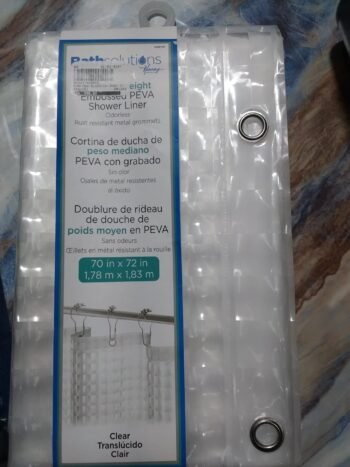 Bathsolutions
eight
Embossed PEVA
Shower Liner
Odorless
Rust resistant metal grommets
Cortina de ducha de
peso mediano
PEVA con grabado
Sin olor
Ojales de metal resistentes
al óxido
Doublure de rideau
de douche de
poids moyen en PEVA
Sans odeurs
Œillets en métal résistant à la rouille
70 in x 72 in
1,78 m x 1,83 m
Clear
Translúcido
Clair